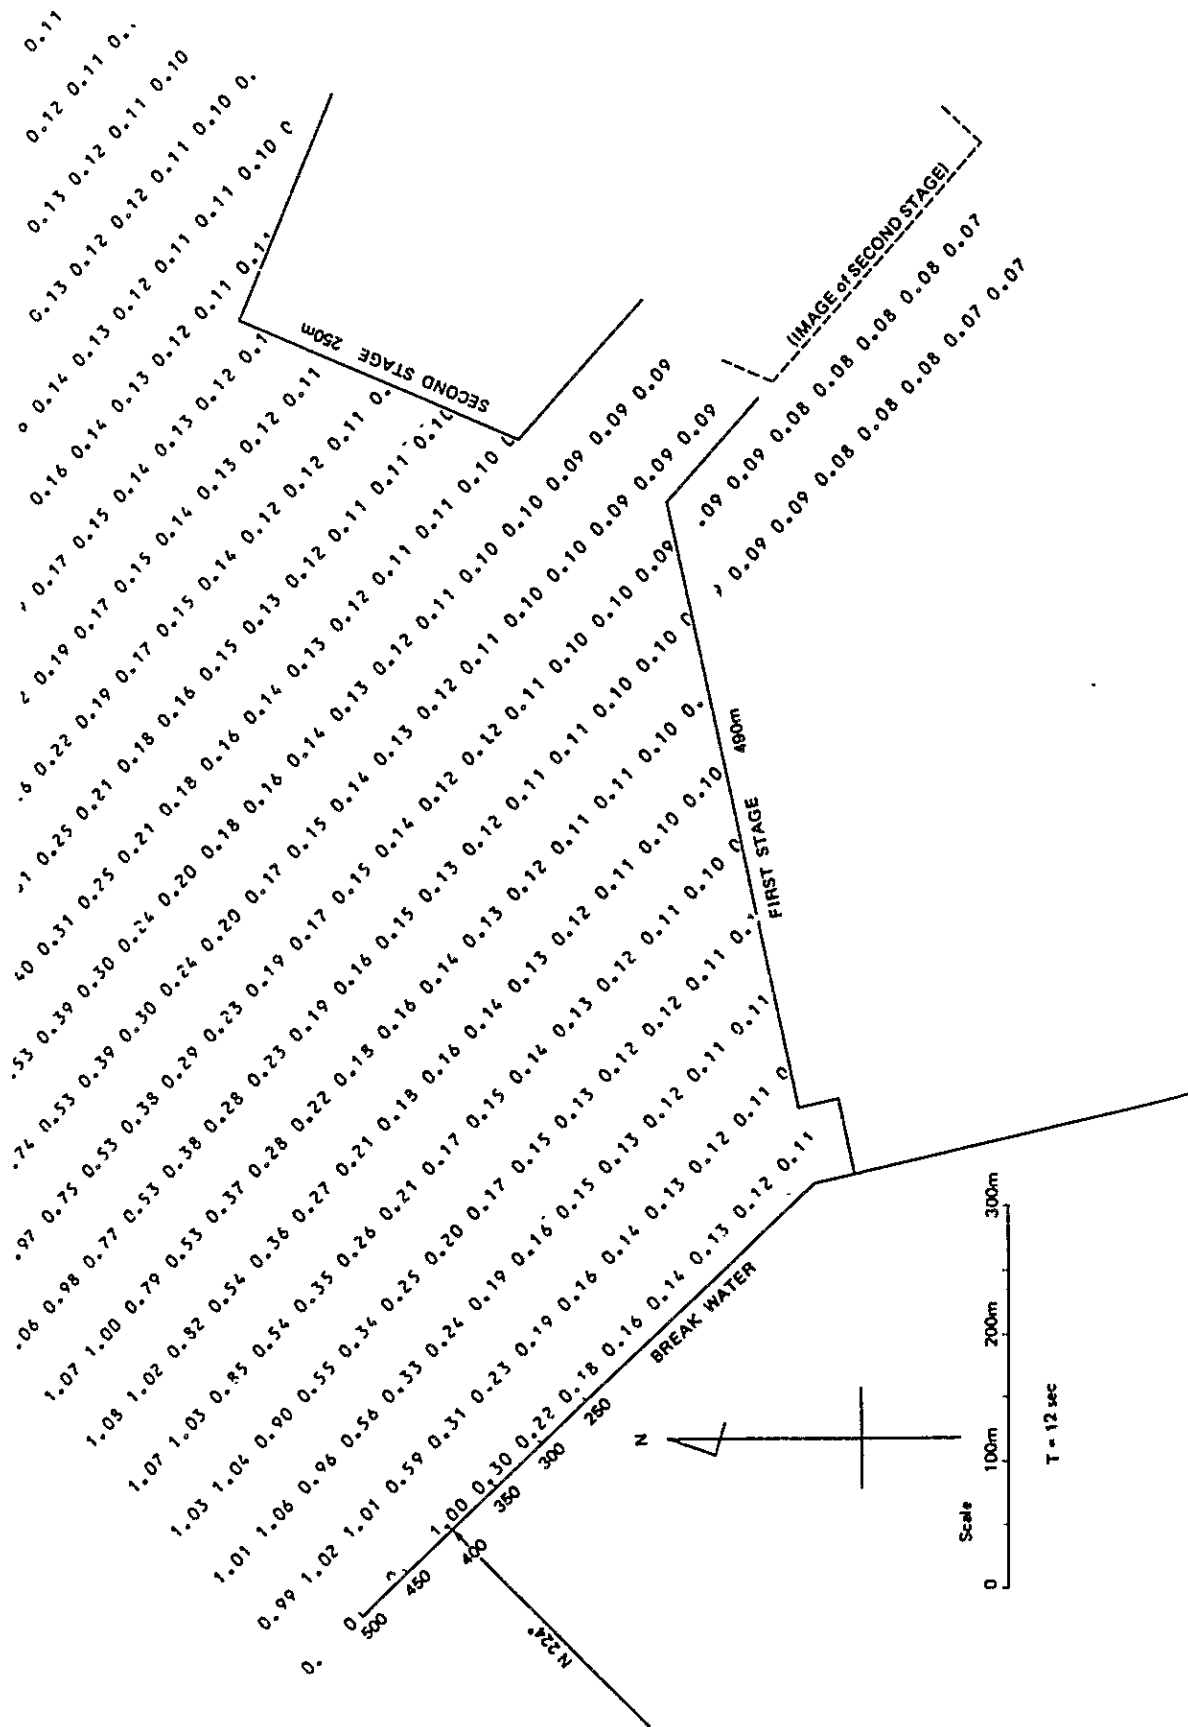 0.11
0.12 0.11 0.
0.13 0.12 0.11 0.10
0.13 0.12 0.12 0.11 0.10 0.
0.14 0.13 0.12 0.11 0.11 0.10
0.16 0.14 0.13 0.12 0.11 0.11
0.17 0.15 0.14 0.13 0.12 0.1
0.19 0.17 0.15 0.14 0.13 0.12 0.11
.6 0.22 0.19 0.17 0.15 0.14 0.12 0.12 0.11 0.
0.25 0.21 0.18 0.16 0.15 0.13 0.12 0.11 0.11 0.10
40 0.31 0.25 0.21 0.18 0.16 0.14 0.13 0.12 0.11 0.11 0.10 0
.53 0.39 0.30 0.24 0.20 0.18 0.16 0.14 0.13 0.12 0.11 0.10 0.10 0.09 0.09 0.09
.74 0.53 0.39 0.30 0.24 0.20 0.17 0.15 0.14 0.13 0.12 0.11 0.10 0.10 0.09 0.09 0.09
.97 0.75 0.53 0.38 0.29 0.23 0.19 0.17 0.15 0.14 0.12 0.12 0.11 0.10 0.10 0.09
.09 0.09 0.08 0.08 0.08 0.08 0.07
.06 0.98 0.77 0.53 0.38 0.28 0.23 0.19 0.16 0.15 0.13 0.12 0.11 0.11 0.10 0.10 0
0.09 0.09 0.08 0.08 0.08 0.07 0.07
1.07 1.00 0.79 0.53 0.37 0.28 0.22 0.18 0.16 0.14 0.13 0.12 0.11 0.11 0.10 0.
1.08 1.02 0.82 0.54 0.36 0.27 0.21 0.18 0.16 0.14 0.13 0.12 0.11 0.10 0.10
1.07 1.03 0.85 0.54 0.35 0.26 0.21 0.17 0.15 0.14 0.13 0.12 0.11 0.10 0
1.03 1.04 0.90 0.55 0.34 0.25 0.20 0.17 0.15 0.13 0.12 0.12 0.11 0.
1.01 1.06 0.96 0.56 0.33 0.24 0.19 0.16 0.15 0.13 0.12 0.11 0.11
0.99 1.02 1.01 0.59 0.31 0.23 0.19 0.16 0.14 0.13 0.12 0.11 0
0. 0 1.00 0.30 0.22 0.18 0.16 0.14 0.13 0.12 0.11
SECOND STAGE 250m
(IMAGE of SECOND STAGE)
FIRST STAGE 490m
BREAK WATER
500 450 400 350 300 250
N 224°
N
Scale
0 100m 200m 300m
T = 12 sec